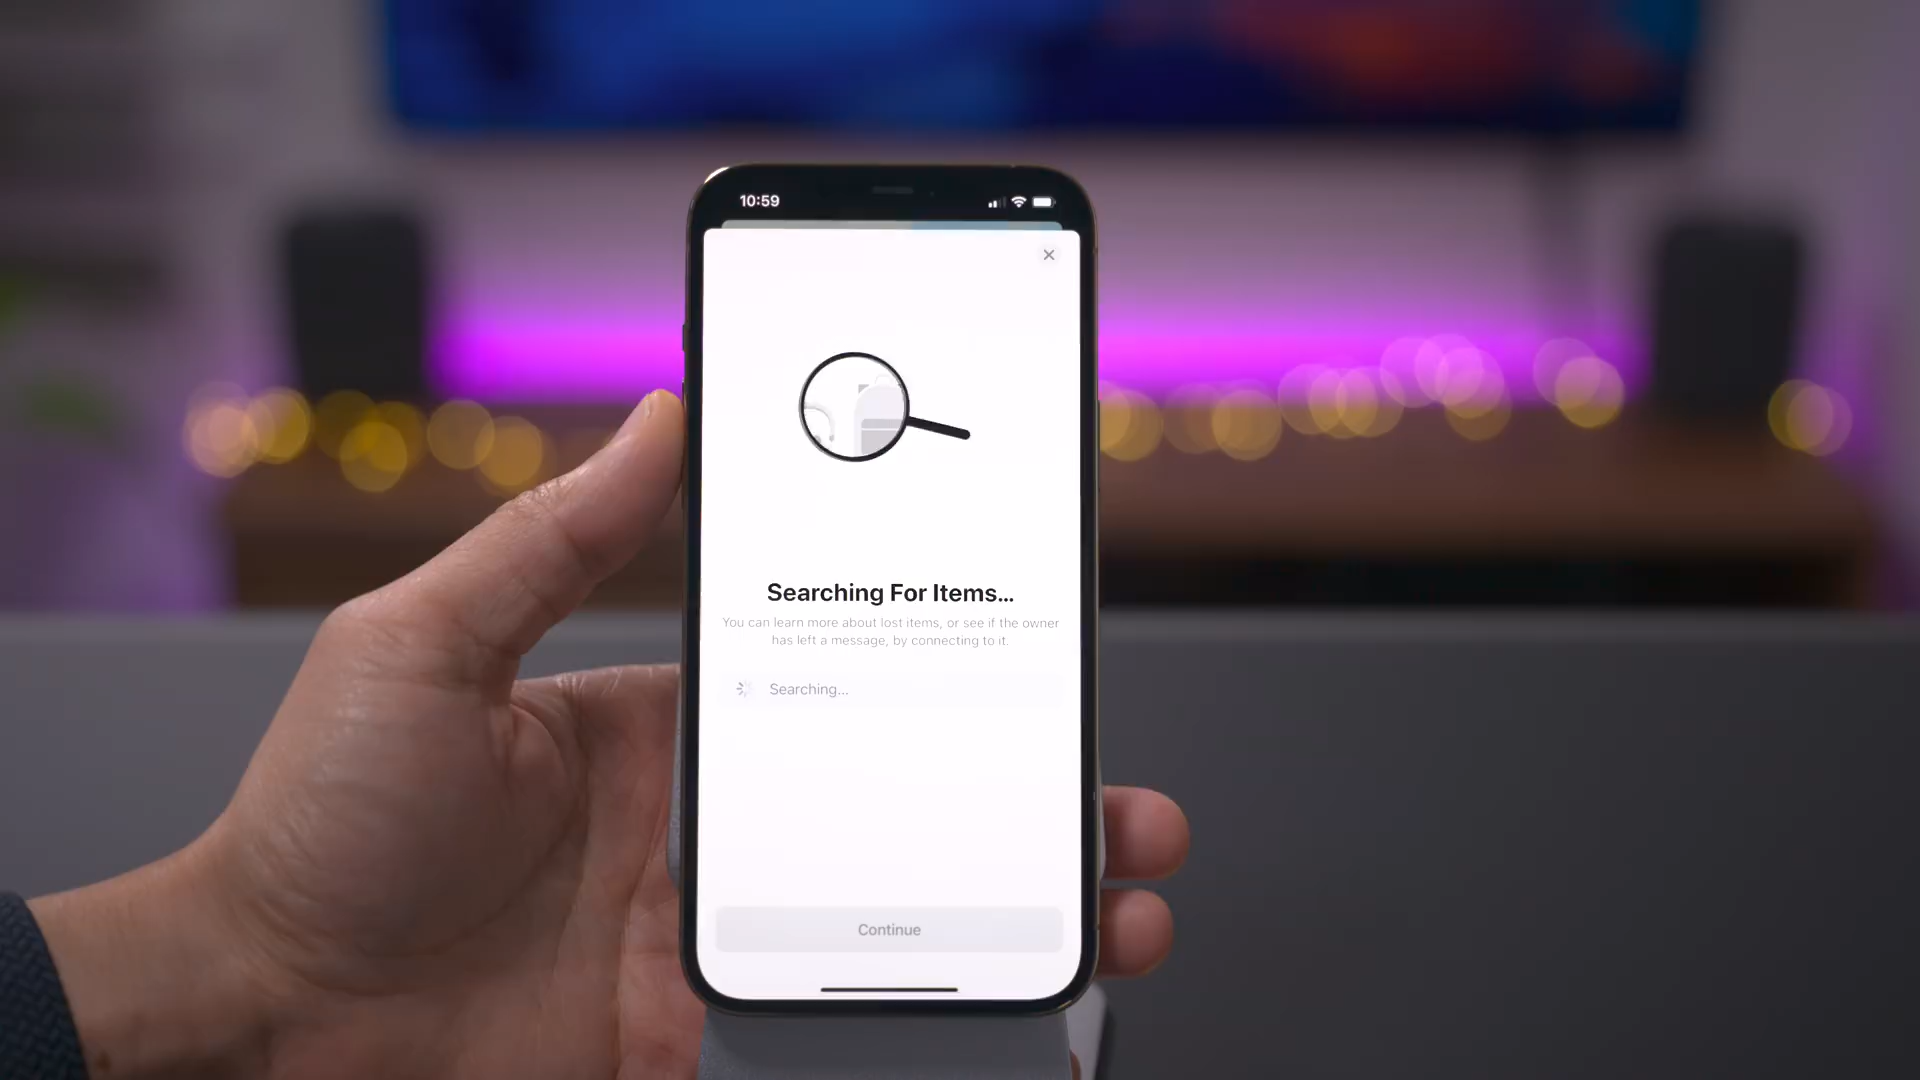 10:59
Searching For Items...
You can learn more about lost items, or see if the owner
has left a message, by connecting to it.
Searching...
Continue